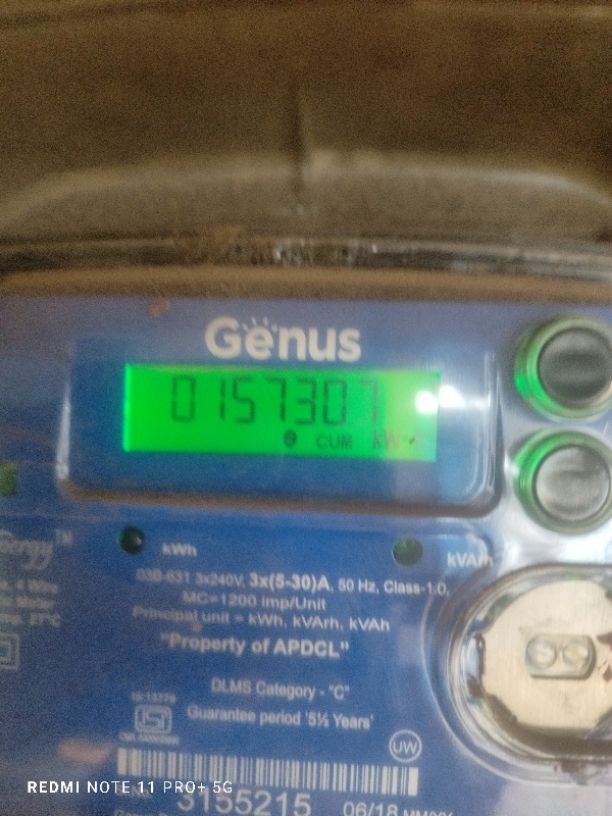 Genus
0157307
CUM
kWh
kVArh
030-631 3x240V, 3x(5-30)A, 50 Hz, Class-1.0,
MC=1200 imp/Unit
Principal unit = kWh, kVArh, kVAh
"Property of APDCL"
DLMS Category - "C"
Guarantee period '5½ Years'
UW
3155215 06/18
REDMI NOTE 11 PRO+ 5G